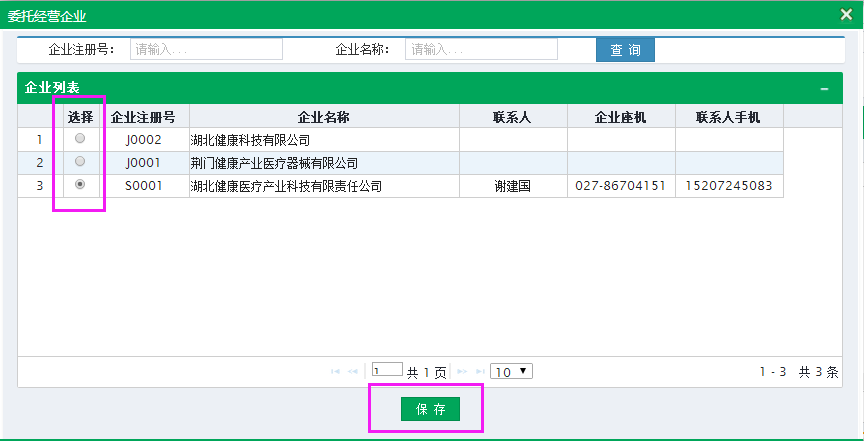 委托经营企业
企业注册号： 请输入... 企业名称： 请输入... 查 询
企业列表
选择 企业注册号 企业名称 联系人 企业座机 联系人手机
1 J0002 湖北健康科技有限公司
2 J0001 荆门健康产业医疗器械有限公司
3 S0001 湖北健康医疗产业科技有限责任公司 谢建国 027-86704151 15207245083
1 共 1 页 10 1 - 3 共 3 条
保 存